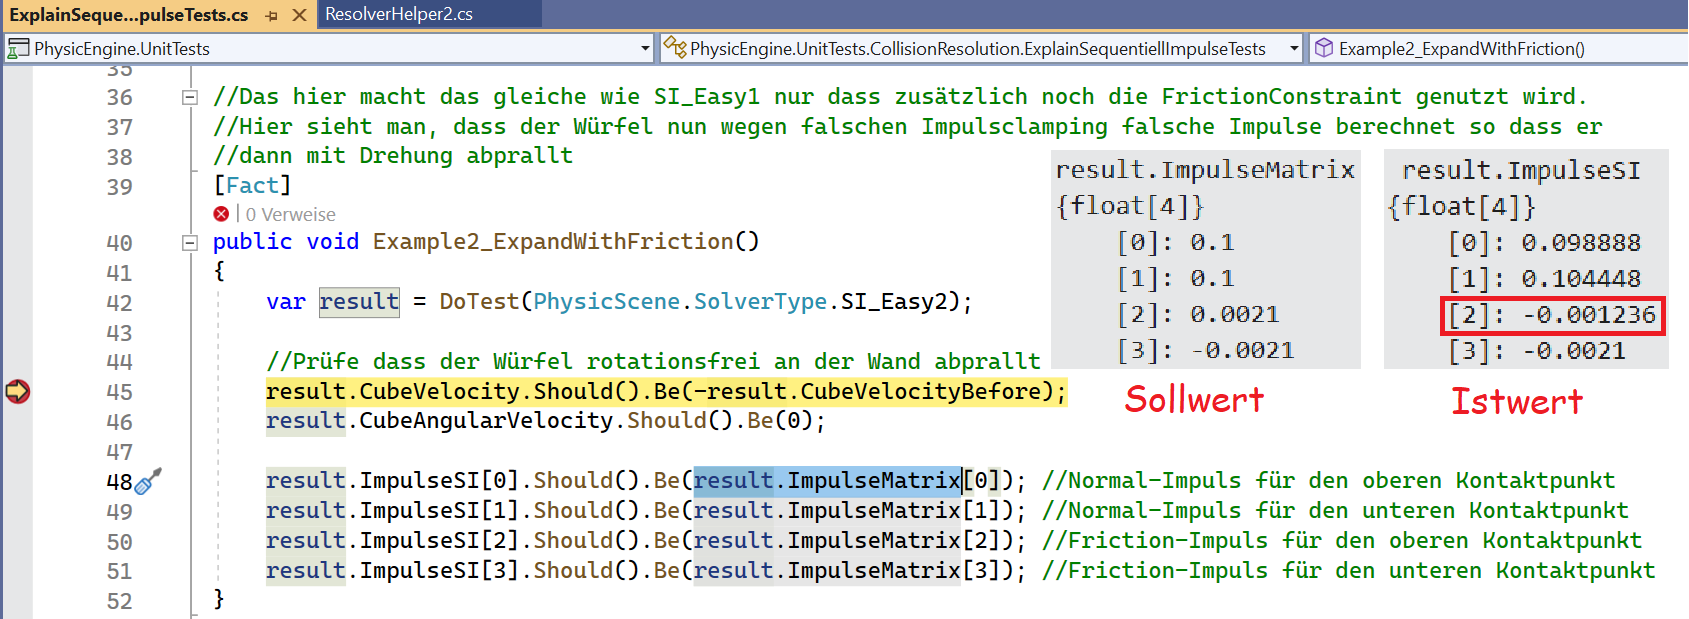 ExplainSeque...pulseTests.cs
ResolverHelper2.cs
PhysicEngine.UnitTests
PhysicEngine.UnitTests.CollisionResolution.ExplainSequentiellImpulseTests
Example2_ExpandWithFriction()
35
36 //Das hier macht das gleiche wie SI_Easy1 nur dass zusätzlich noch die FrictionConstraint genutzt wird.
37 //Hier sieht man, dass der Würfel nun wegen falschen Impulsclamping falsche Impulse berechnet so dass er
38 //dann mit Drehung abprallt
39 [Fact]
0 Verweise
40 public void Example2_ExpandWithFriction()
41 {
42 var result = DoTest(PhysicScene.SolverType.SI_Easy2);
43
44 //Prüfe dass der Würfel rotationsfrei an der Wand abprallt
45 result.CubeVelocity.Should().Be(-result.CubeVelocityBefore);
46 result.CubeAngularVelocity.Should().Be(0);
47
48 result.ImpulseSI[0].Should().Be(result.ImpulseMatrix[0]); //Normal-Impuls für den oberen Kontaktpunkt
49 result.ImpulseSI[1].Should().Be(result.ImpulseMatrix[1]); //Normal-Impuls für den unteren Kontaktpunkt
50 result.ImpulseSI[2].Should().Be(result.ImpulseMatrix[2]); //Friction-Impuls für den oberen Kontaktpunkt
51 result.ImpulseSI[3].Should().Be(result.ImpulseMatrix[3]); //Friction-Impuls für den unteren Kontaktpunkt
52 }
result.ImpulseMatrix
{float[4]}
[0]: 0.1
[1]: 0.1
[2]: 0.0021
[3]: -0.0021
Sollwert
result.ImpulseSI
{float[4]}
[0]: 0.098888
[1]: 0.104448
[2]: -0.001236
[3]: -0.0021
Istwert